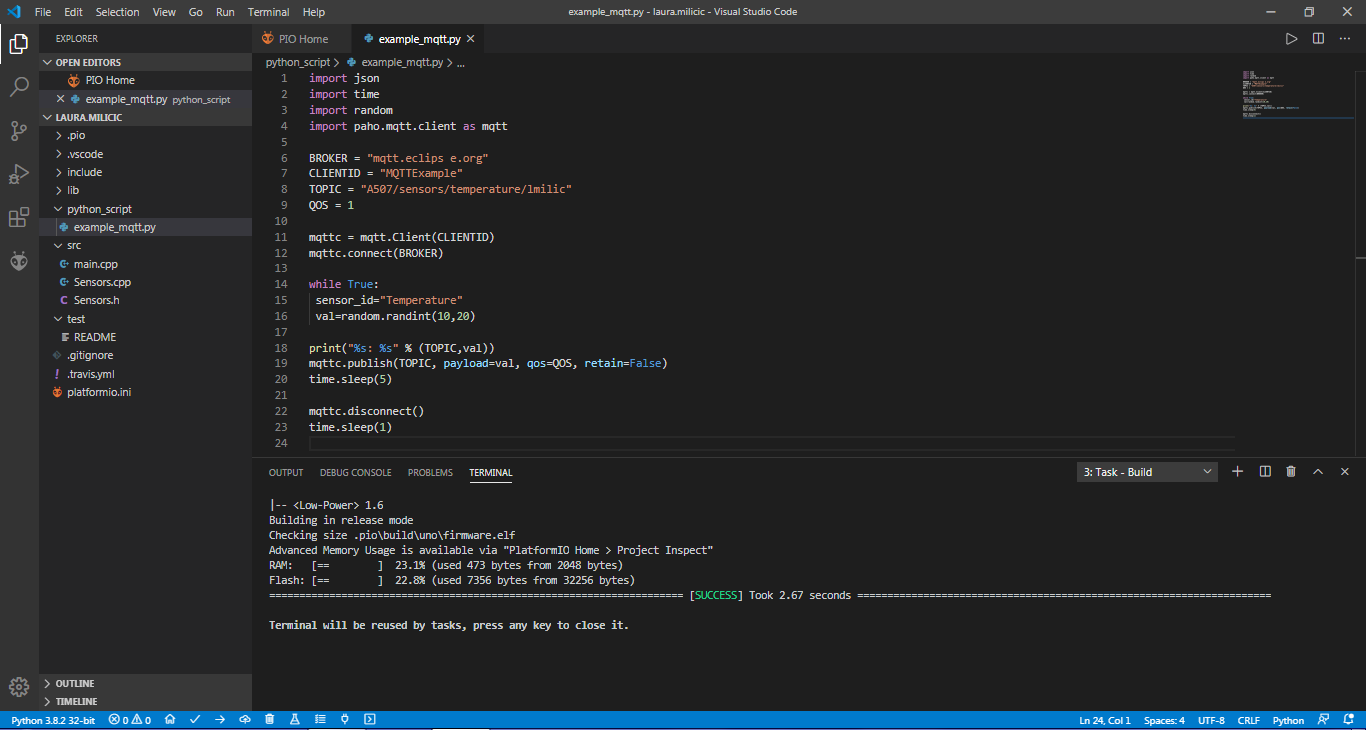 File Edit Selection View Go Run Terminal Help
example_mqtt.py - laura.milicic - Visual Studio Code
EXPLORER
OPEN EDITORS
PIO Home
example_mqtt.py python_script
LAURA.MILICIC
.pio
.vscode
include
lib
python_script
example_mqtt.py
src
main.cpp
Sensors.cpp
Sensors.h
test
README
.gitignore
.travis.yml
platformio.ini
OUTLINE
TIMELINE
PIO Home
example_mqtt.py
python_script > example_mqtt.py > ...
1 import json
2 import time
3 import random
4 import paho.mqtt.client as mqtt
5
6 BROKER = "mqtt.eclips e.org"
7 CLIENTID = "MQTTExample"
8 TOPIC = "A507/sensors/temperature/lmilic"
9 QOS = 1
10
11 mqttc = mqtt.Client(CLIENTID)
12 mqttc.connect(BROKER)
13
14 while True:
15 sensor_id="Temperature"
16 val=random.randint(10,20)
17
18 print("%s: %s" % (TOPIC,val))
19 mqttc.publish(TOPIC, payload=val, qos=QOS, retain=False)
20 time.sleep(5)
21
22 mqttc.disconnect()
23 time.sleep(1)
24
OUTPUT DEBUG CONSOLE PROBLEMS TERMINAL
3: Task - Build
|-- <Low-Power> 1.6
Building in release mode
Checking size .pio\build\uno\firmware.elf
Advanced Memory Usage is available via "PlatformIO Home > Project Inspect"
RAM: [== ] 23.1% (used 473 bytes from 2048 bytes)
Flash: [== ] 22.8% (used 7356 bytes from 32256 bytes)
===================================================================== [SUCCESS] Took 2.67 seconds =====================================================================
Terminal will be reused by tasks, press any key to close it.
Python 3.8.2 32-bit 0 0
Ln 24, Col 1 Spaces: 4 UTF-8 CRLF Python